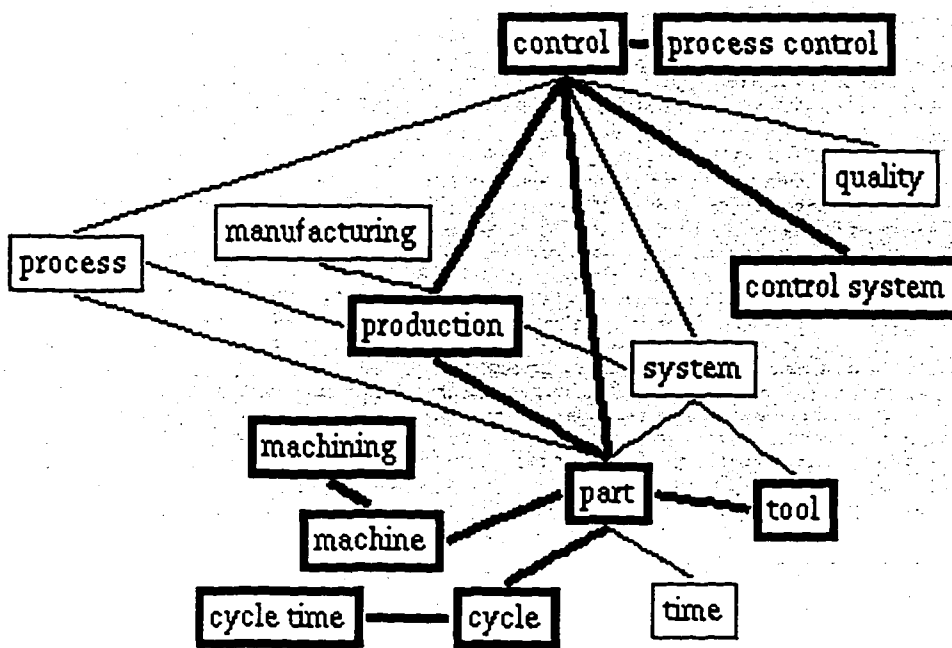 control
process control
quality
manufacturing
process
control system
production
system
machining
part
tool
machine
cycle time
cycle
time